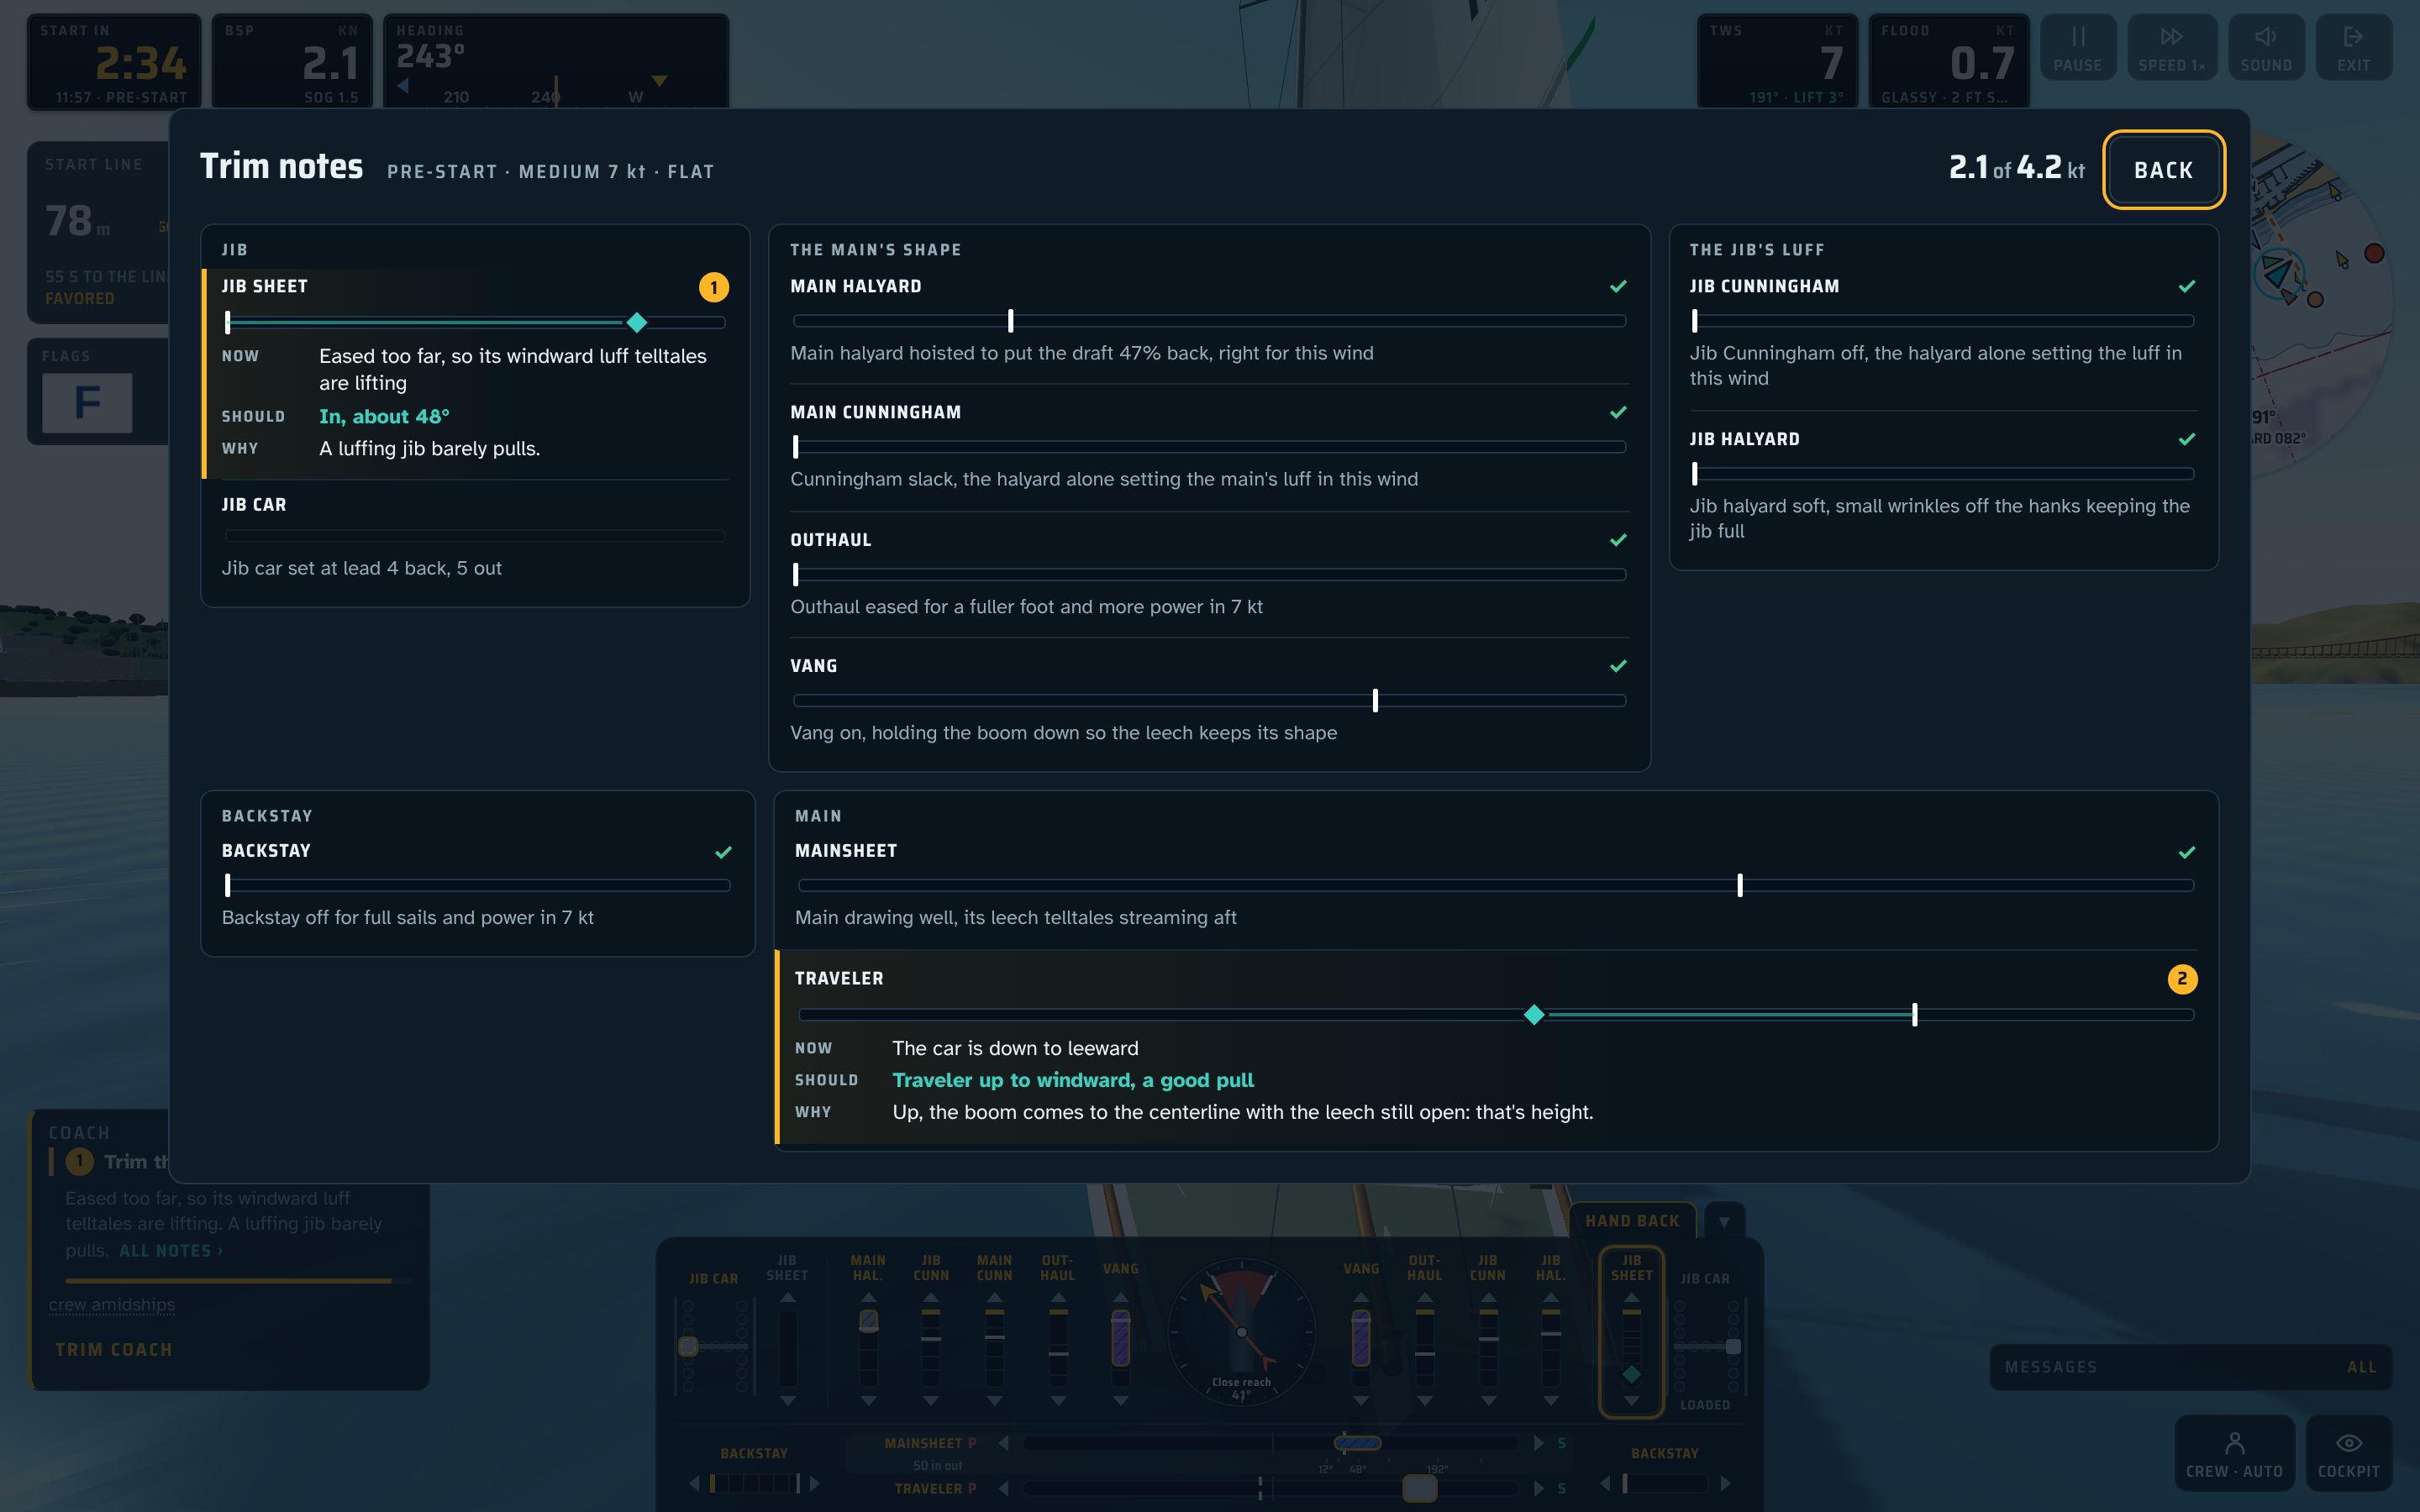 START IN
2:34
11:57 · PRE-START
BSP KN
2.1
SOG 1.5
HEADING
243°
210 240 W
TWS KT
7
191° · LIFT 3°
FLOOD KT
0.7
GLASSY · 2 FT S...
PAUSE
SPEED 1×
SOUND
EXIT
START LINE
78 m
55 S TO THE LIN
FAVORED
FLAGS
F
Trim notes PRE-START · MEDIUM 7 kt · FLAT
2.1 of 4.2 kt
BACK
JIB
JIB SHEET 1
NOW Eased too far, so its windward luff telltales
are lifting
SHOULD In, about 48°
WHY A luffing jib barely pulls.
JIB CAR
Jib car set at lead 4 back, 5 out
THE MAIN'S SHAPE
MAIN HALYARD
Main halyard hoisted to put the draft 47% back, right for this wind
MAIN CUNNINGHAM
Cunningham slack, the halyard alone setting the main's luff in this wind
OUTHAUL
Outhaul eased for a fuller foot and more power in 7 kt
VANG
Vang on, holding the boom down so the leech keeps its shape
THE JIB'S LUFF
JIB CUNNINGHAM
Jib Cunningham off, the halyard alone setting the luff in
this wind
JIB HALYARD
Jib halyard soft, small wrinkles off the hanks keeping the
jib full
91°
RD 082°
BACKSTAY
BACKSTAY
Backstay off for full sails and power in 7 kt
MAIN
MAINSHEET
Main drawing well, its leech telltales streaming aft
TRAVELER 2
NOW The car is down to leeward
SHOULD Traveler up to windward, a good pull
WHY Up, the boom comes to the centerline with the leech still open: that's height.
COACH
1 Trim th
Eased too far, so its windward luff
telltales are lifting. A luffing jib barely
pulls. ALL NOTES ›
crew amidships
TRIM COACH
HAND BACK
JIB CAR
JIB
SHEET
MAIN
HAL.
JIB
CUNN
MAIN
CUNN
OUT-
HAUL
VANG
Close reach
41°
VANG
OUT-
HAUL
JIB
CUNN
JIB
HAL.
JIB
SHEET
JIB CAR
LOADED
BACKSTAY
MAINSHEET P S
50 in out
12° 48° 192°
TRAVELER P S
BACKSTAY
MESSAGES ALL
CREW · AUTO
COCKPIT